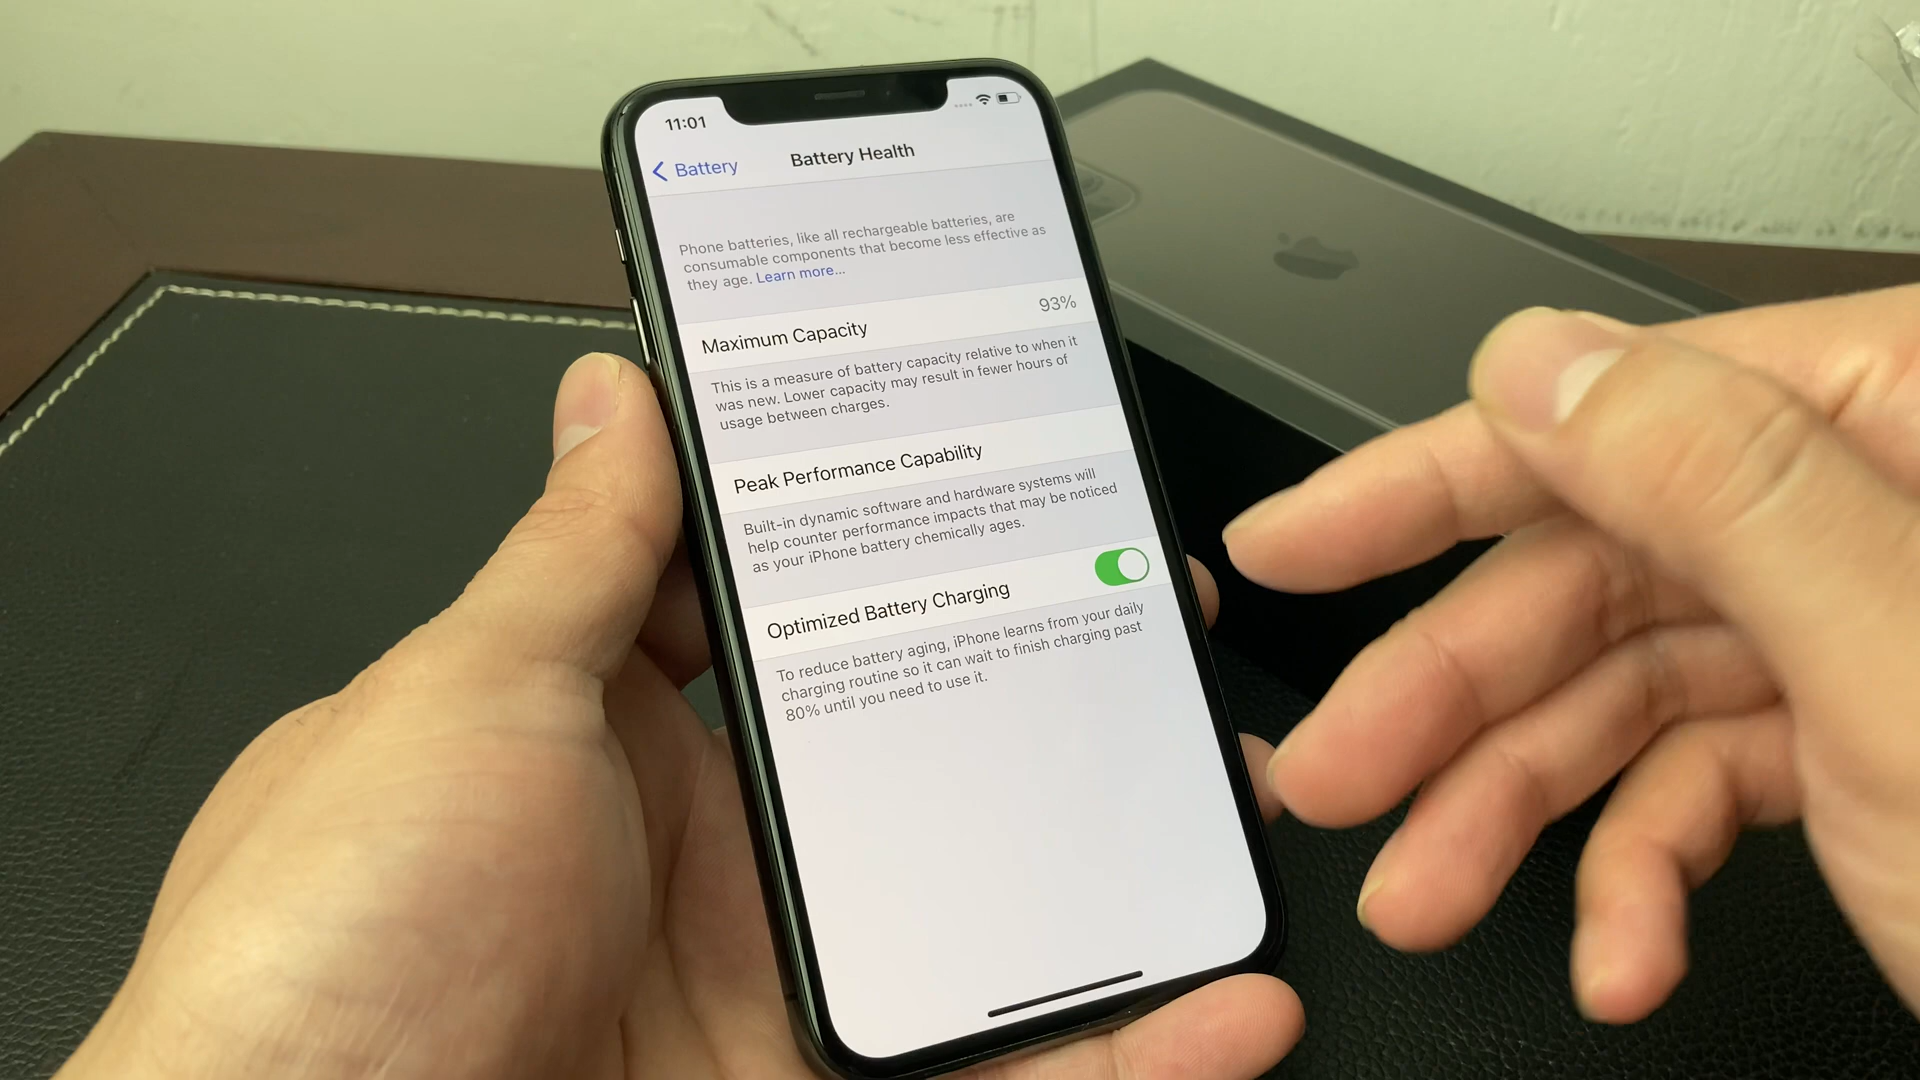 11:01
Battery
Battery Health
Phone batteries, like all rechargeable batteries, are
consumable components that become less effective as
they age. Learn more...
Maximum Capacity 93%
This is a measure of battery capacity relative to when it
was new. Lower capacity may result in fewer hours of
usage between charges.
Peak Performance Capability
Built-in dynamic software and hardware systems will
help counter performance impacts that may be noticed
as your iPhone battery chemically ages.
Optimized Battery Charging
To reduce battery aging, iPhone learns from your daily
charging routine so it can wait to finish charging past
80% until you need to use it.